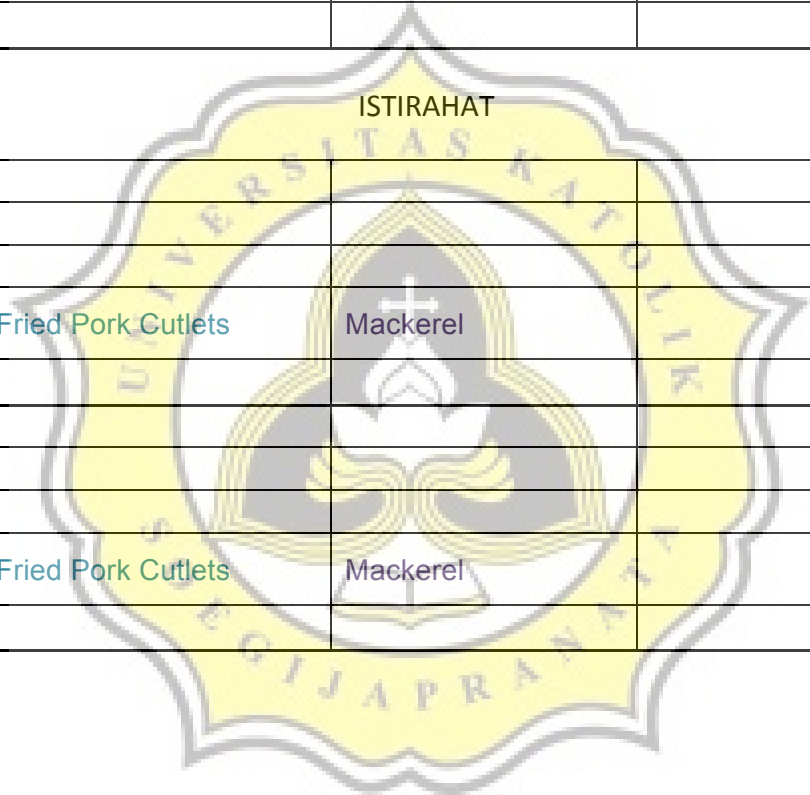 ISTIRAHAT
UNIVERSITAS KATOLIK
Fried Pork Cutlets Mackerel
Fried Pork Cutlets Mackerel
SOEGIJAPRANATA